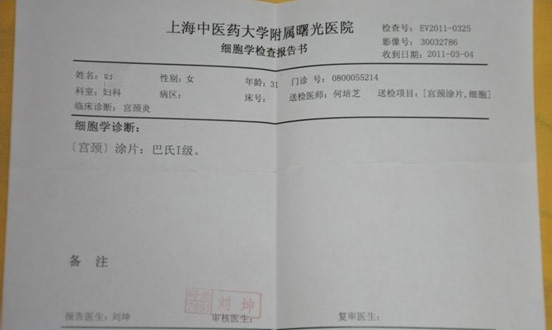 上海中医药大学附属曙光医院
细胞学检查报告书
检查号: EV2011-0325
影像号: 30032786
收到日期: 2011-03-04
姓名: 性别: 女 年龄: 31 门诊 号: 0800055214
科室: 妇科 病区: 床号: 送检医师: 何培芝 送检项目: [宫颈涂片,细胞]
临床诊断: 宫颈炎
细胞学诊断:
〔宫颈〕涂片: 巴氏I级。
备 注
刘 坤
报告医生: 刘坤 审核医生: 复审医生: